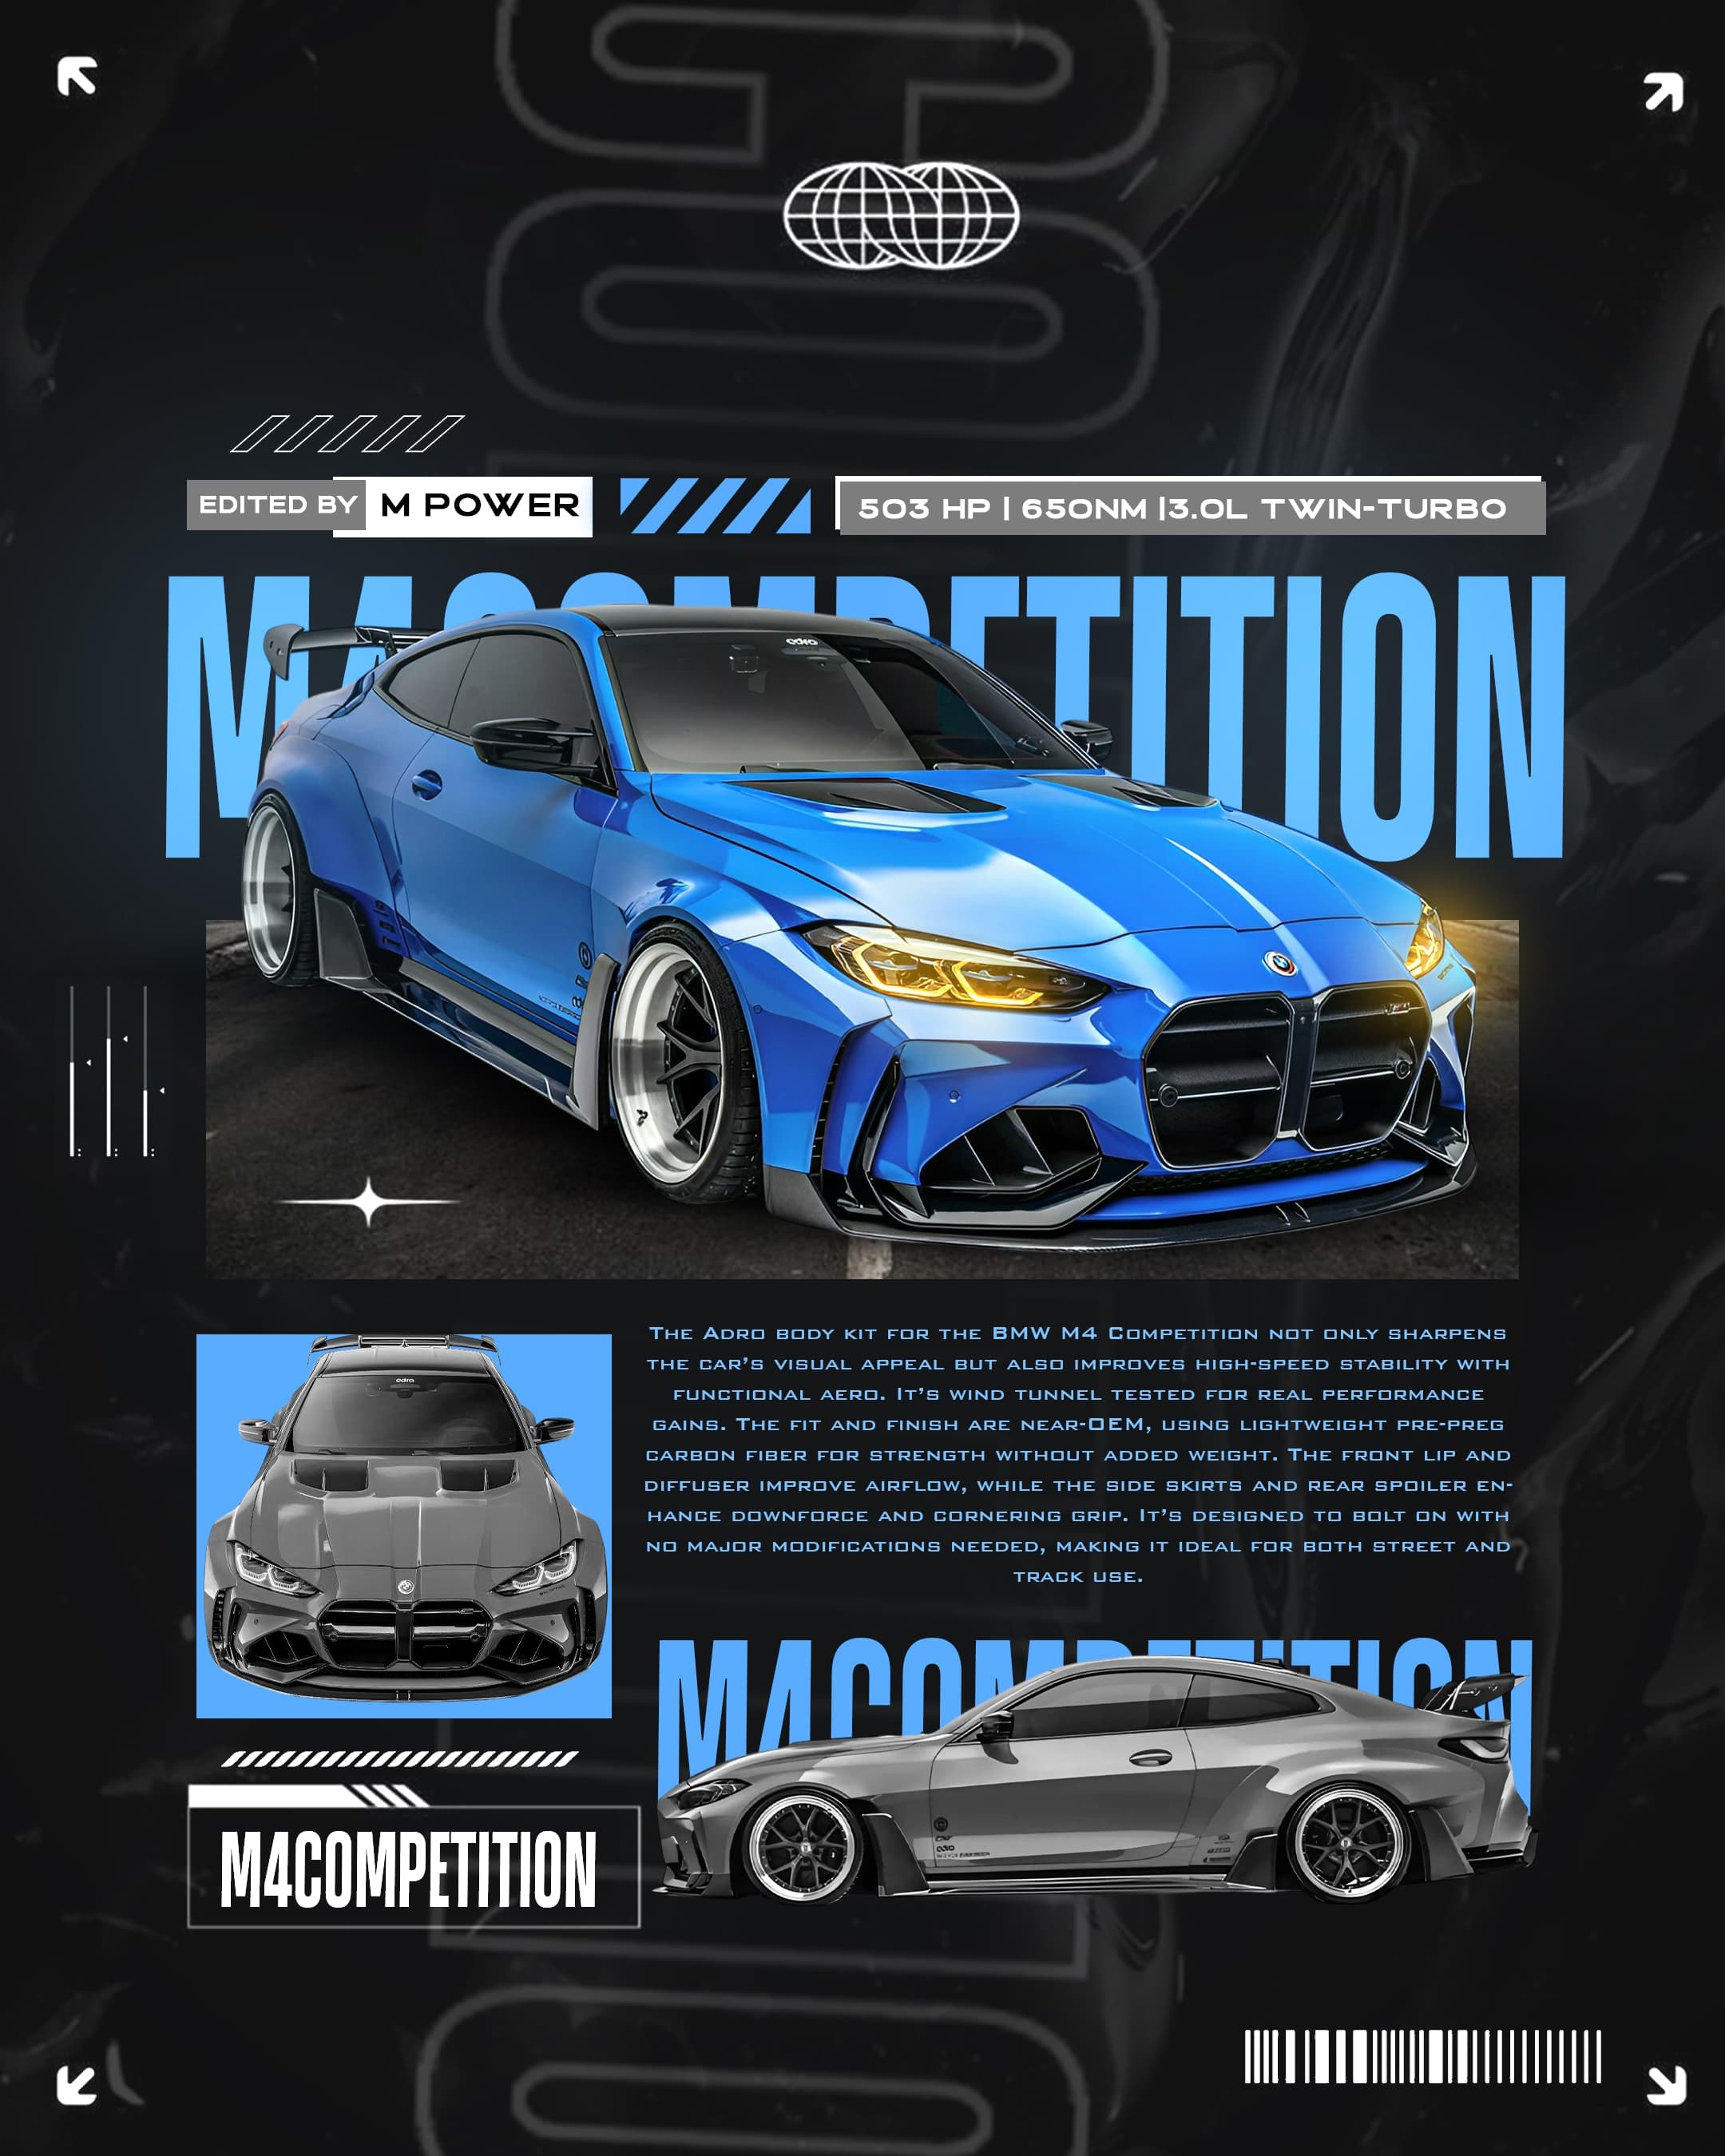 EDITED BY M POWER 503 HP | 650NM |3.0L TWIN-TURBO
M4COMPETITION
adro
The Adro body kit for the BMW M4 Competition not only sharpens
the car's visual appeal but also improves high-speed stability with
functional aero. It's wind tunnel tested for real performance
gains. The fit and finish are near-OEM, using lightweight pre-preg
carbon fiber for strength without added weight. The front lip and
diffuser improve airflow, while the side skirts and rear spoiler en-
hance downforce and cornering grip. It's designed to bolt on with
no major modifications needed, making it ideal for both street and
track use.
adro
M4COMPETITION
adro
M4COMPETITION